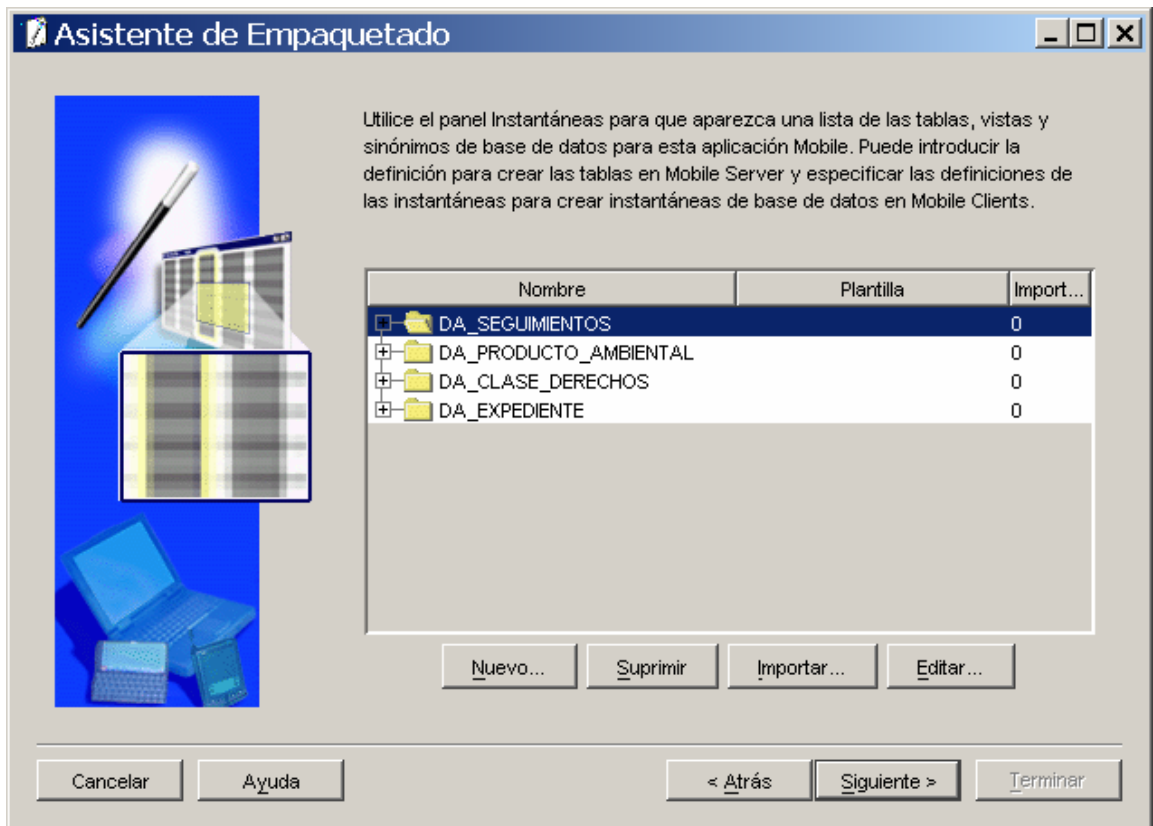 Asistente de Empaquetado
Utilice el panel Instantáneas para que aparezca una lista de las tablas, vistas y
sinónimos de base de datos para esta aplicación Mobile. Puede introducir la
definición para crear las tablas en Mobile Server y especificar las definiciones de
las instantáneas para crear instantáneas de base de datos en Mobile Clients.
Nombre Plantilla Import...
DA_SEGUIMIENTOS 0
DA_PRODUCTO_AMBIENTAL 0
DA_CLASE_DERECHOS 0
DA_EXPEDIENTE 0
Nuevo... Suprimir Importar... Editar...
Cancelar Ayuda < Atrás Siguiente > Terminar